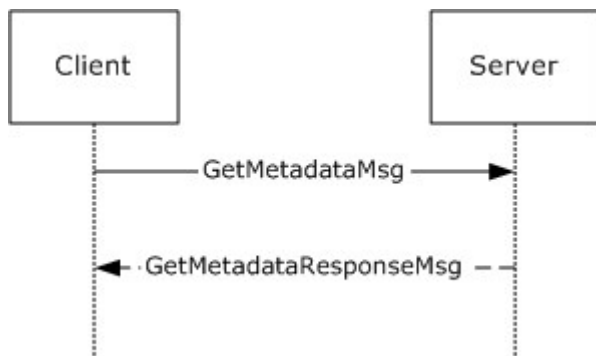 Client
Server
GetMetadataMsg
GetMetadataResponseMsg